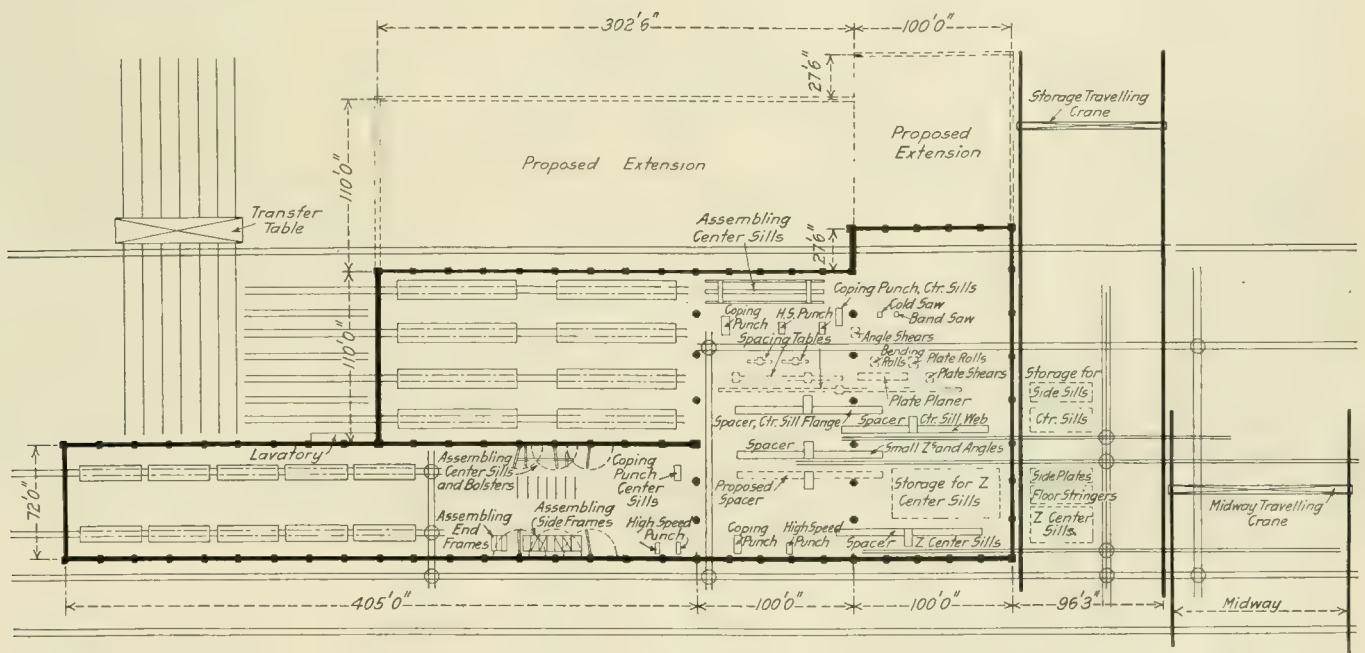 302'6"
100'0"
27'6"
Storage Travelling
Crane
Proposed
Extension
Proposed Extension
110'0"
Transfer
Table
Assembling
Center Sills
27'6"
110'0"
Coping Punch, Ctr. Sills
Coping
Punch
H.S. Punch
Cold Saw
Band Saw
Spacing Tables
Angle Shears
Bending
Rolls
Plate Rolls
Plate Shears
Plate Planer
Storage for
Side Sills
Ctr. Sills
Spacer, Ctr. Sill Flange
Spacer
Ctr. Sill, Web
Lavatory
Assembling
Center Sills
and Bolsters
Coping
Punch
Center
Sills
Spacer
Small Zs and Angles
Proposed
Spacer
Storage for Z
Center Sills
Side Plates
Floor Stringers
Z Center
Sills
Midway Travelling
Crane
72'0"
Assembling
End
Frames
Assembling
Side Frames
High Speed
Punch
Coping
Punch
High Speed
Punch
Spacer
Z Center Sills
405'0"
100'0"
100'0"
96'3"
Midway